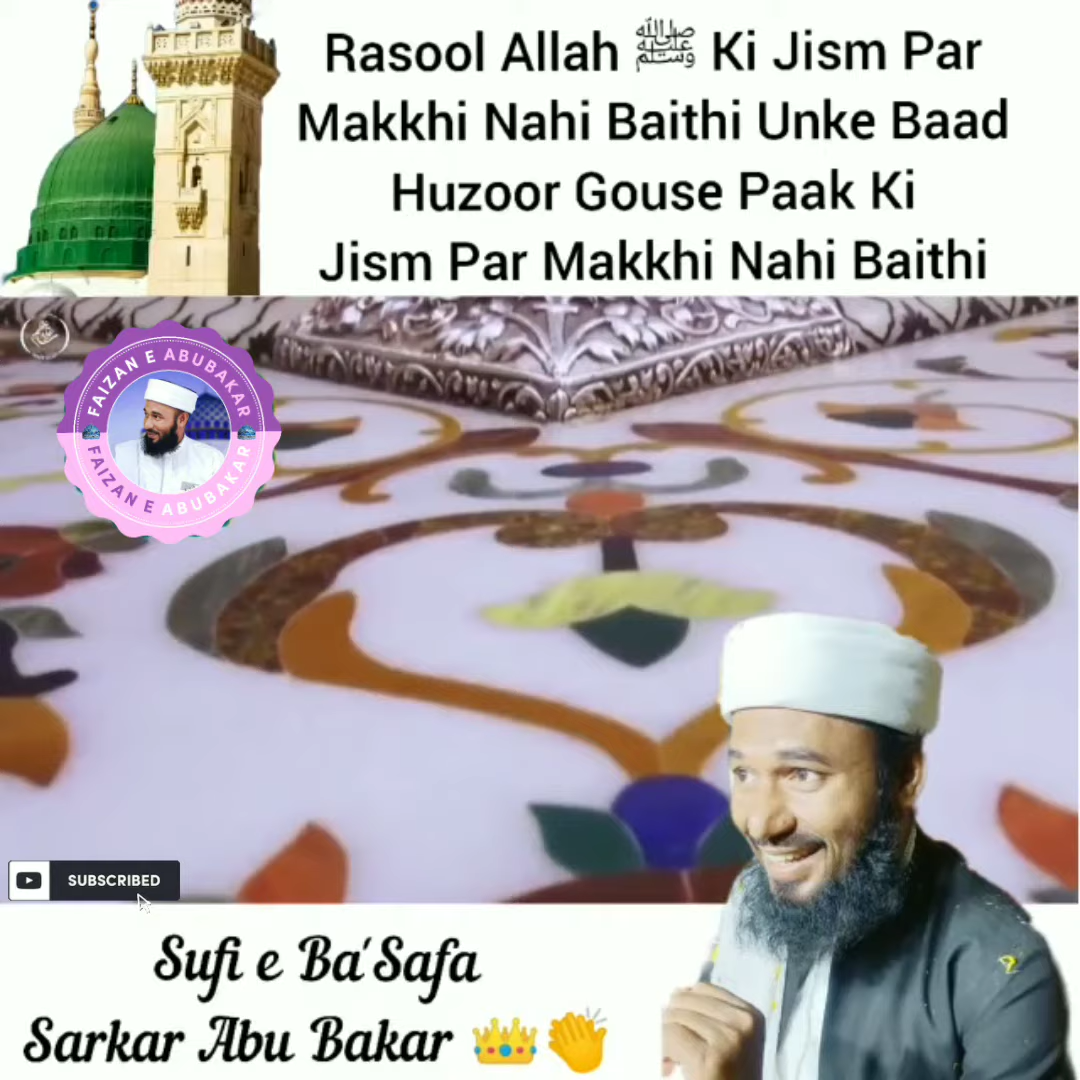 Rasool Allah ﷺ Ki Jism Par
Makkhi Nahi Baithi Unke Baad
Huzoor Gouse Paak Ki
Jism Par Makkhi Nahi Baithi
FAIZAN E ABUBAKAR
FAIZAN E ABUBAKAR
SUBSCRIBED
Sufi e Ba'Safa
Sarkar Abu Bakar 👑👏